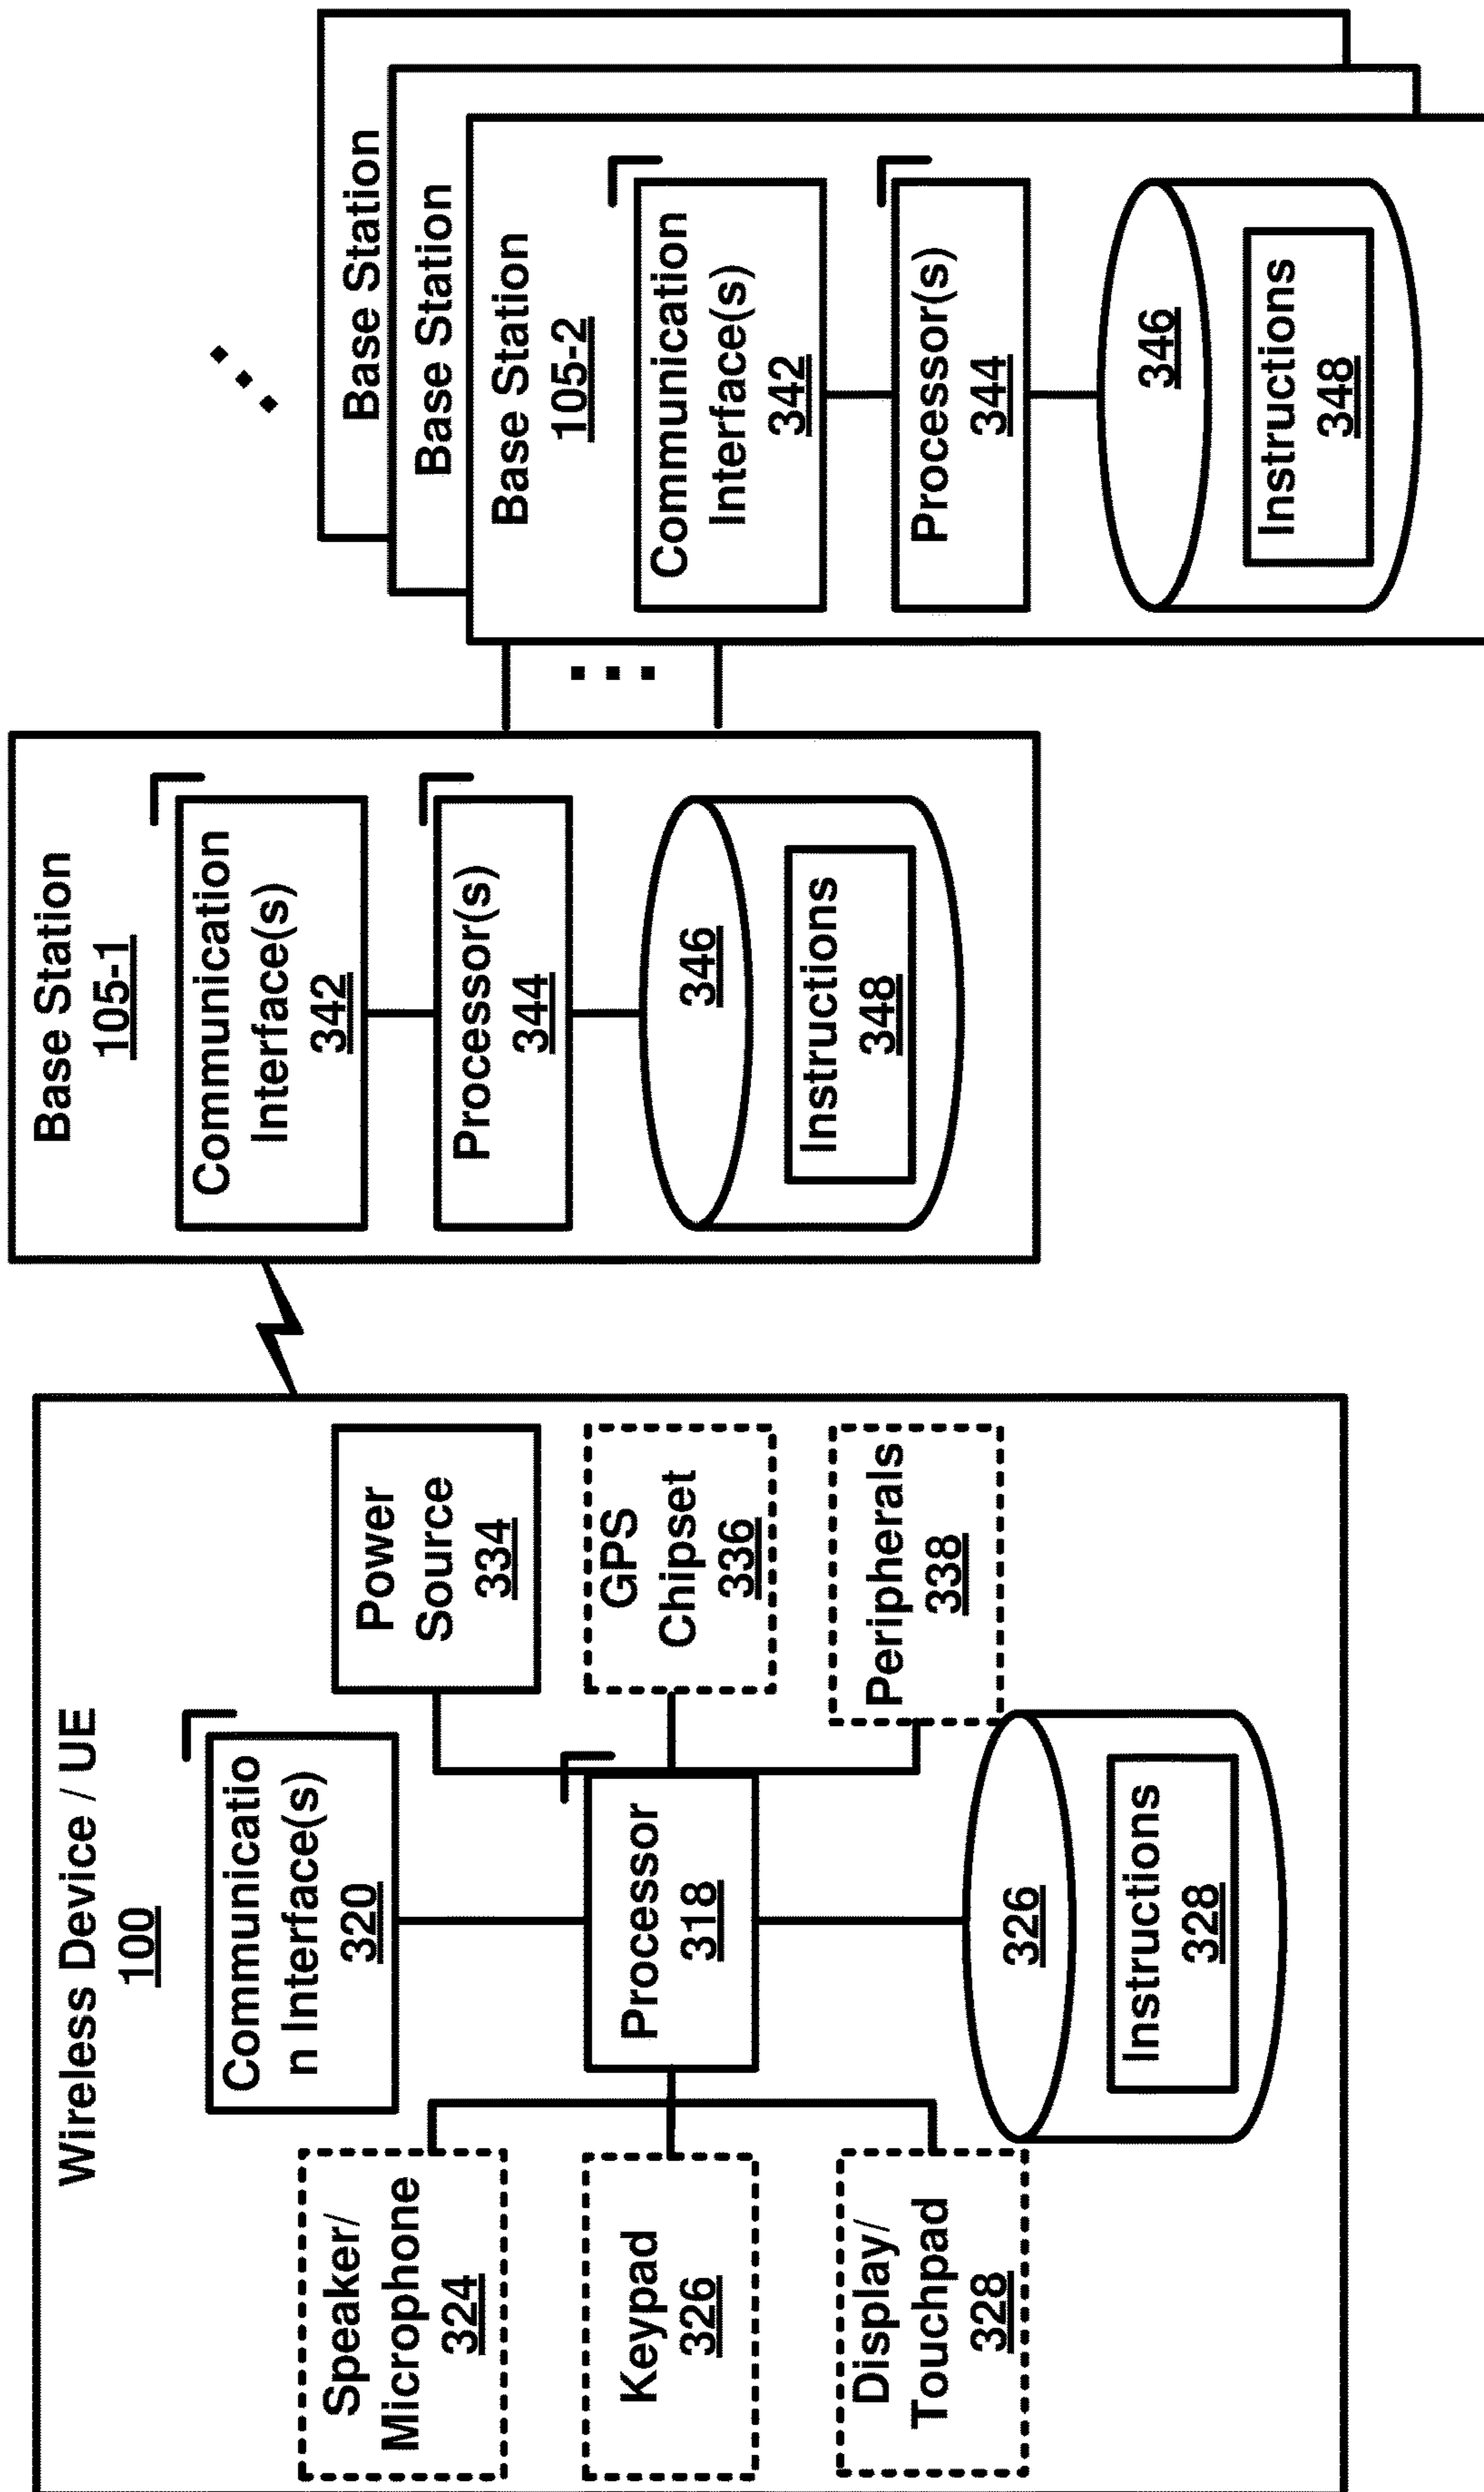 Wireless Device / UE
100
Communicatio
n Interface(s)
320
Speaker/
Microphone
324
Keypad
326
Display/
Touchpad
328
Processor
318
Power
Source
334
GPS
Chipset
336
Peripherals
338
326
Instructions
328
Base Station
105-1
Communication
Interface(s)
342
Processor(s)
344
346
Instructions
348
Base Station
Base Station
Base Station
105-2
Communication
Interface(s)
342
Processor(s)
344
346
Instructions
348